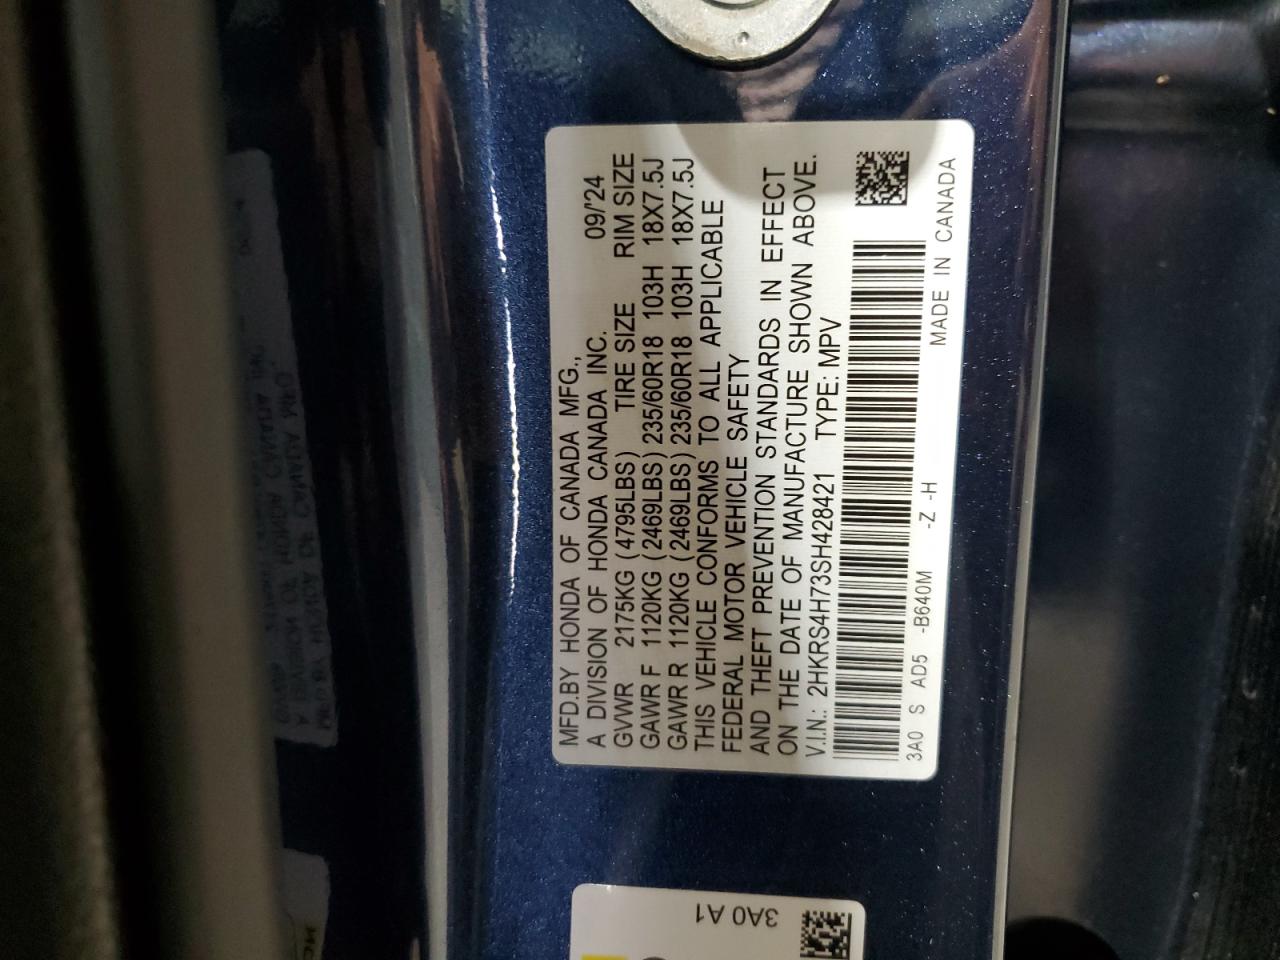 MFD.BY HONDA OF CANADA MFG.,
A DIVISION OF HONDA CANADA INC. 09/'24
GVWR 2175KG (4795LBS) TIRE SIZE RIM SIZE
GAWR F 1120KG (2469LBS) 235/60R18 103H 18X7.5J
GAWR R 1120KG (2469LBS) 235/60R18 103H 18X7.5J
THIS VEHICLE CONFORMS TO ALL APPLICABLE
FEDERAL MOTOR VEHICLE SAFETY
AND THEFT PREVENTION STANDARDS IN EFFECT
ON THE DATE OF MANUFACTURE SHOWN ABOVE.
V.I.N.: 2HKRS4H73SH428421 TYPE: MPV
3A0 S AD5 -B640M -Z -H MADE IN CANADA
3A0 A1